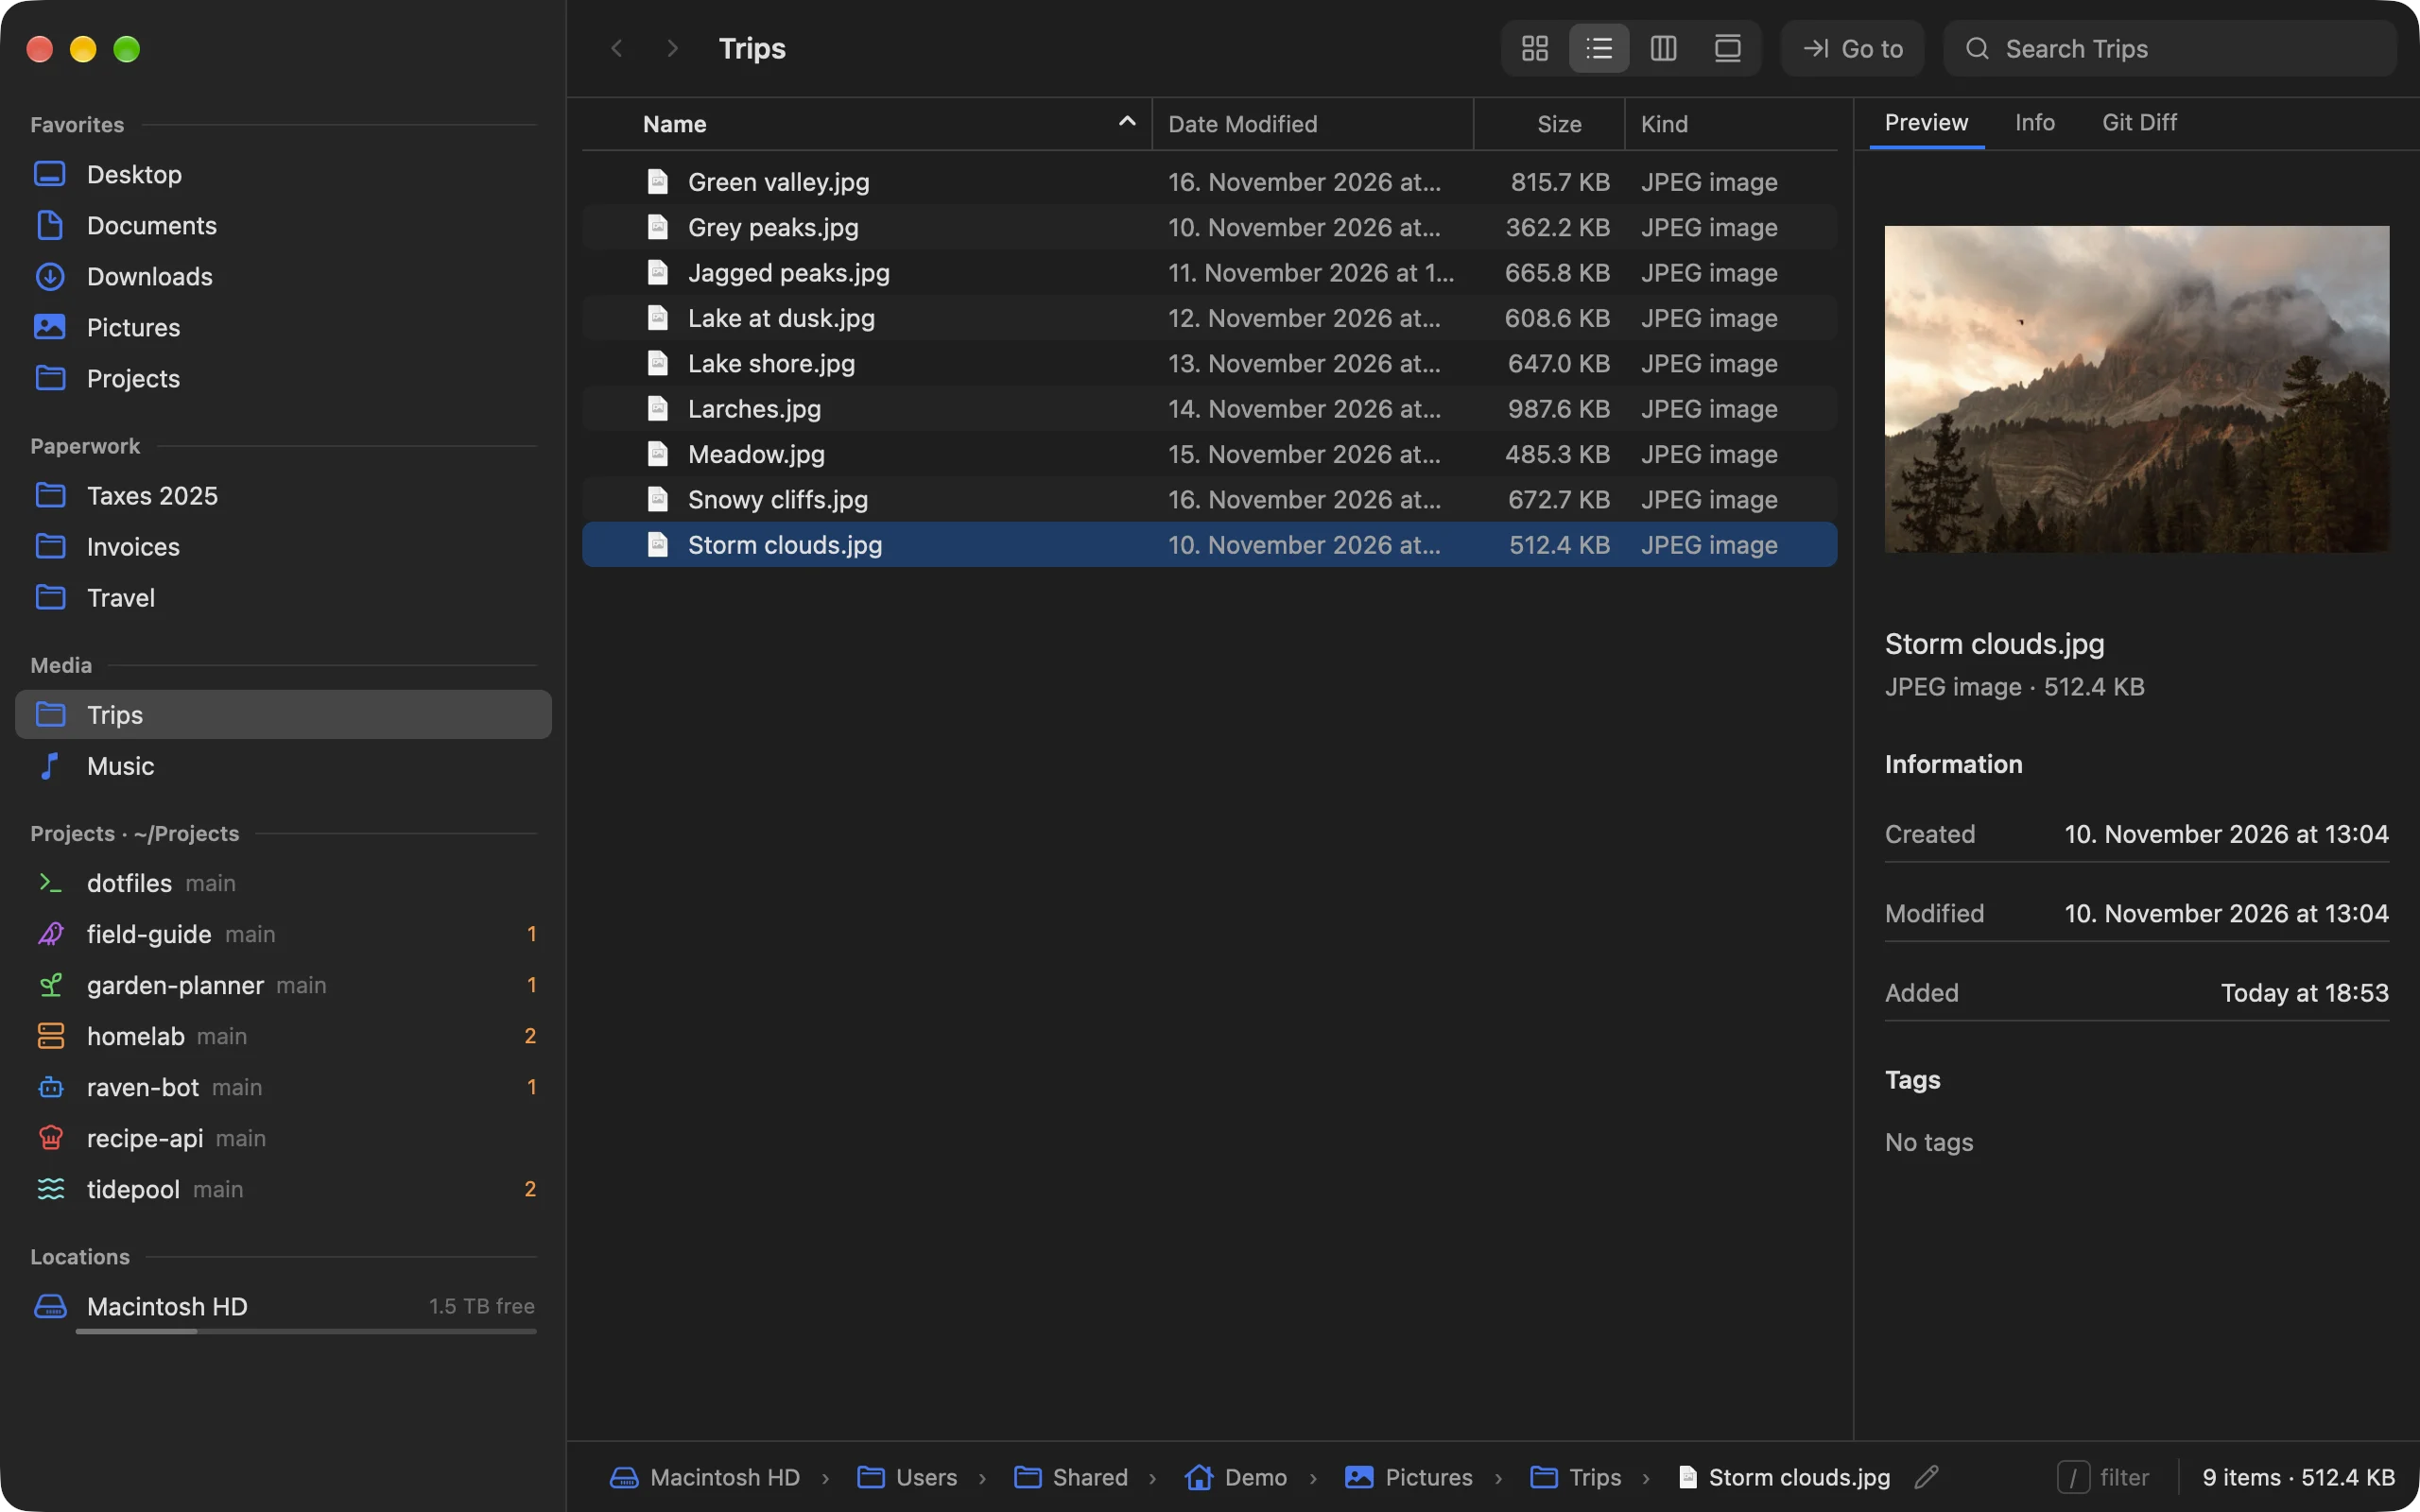 Trips
Go to
Search Trips
Favorites
Desktop
Documents
Downloads
Pictures
Projects
Paperwork
Taxes 2025
Invoices
Travel
Media
Trips
Music
Projects · ~/Projects
dotfiles main
field-guide main 1
garden-planner main 1
homelab main 2
raven-bot main 1
recipe-api main
tidepool main 2
Locations
Macintosh HD 1.5 TB free
Name Date Modified Size Kind
Green valley.jpg 16. November 2026 at... 815.7 KB JPEG image
Grey peaks.jpg 10. November 2026 at... 362.2 KB JPEG image
Jagged peaks.jpg 11. November 2026 at 1... 665.8 KB JPEG image
Lake at dusk.jpg 12. November 2026 at... 608.6 KB JPEG image
Lake shore.jpg 13. November 2026 at... 647.0 KB JPEG image
Larches.jpg 14. November 2026 at... 987.6 KB JPEG image
Meadow.jpg 15. November 2026 at... 485.3 KB JPEG image
Snowy cliffs.jpg 16. November 2026 at... 672.7 KB JPEG image
Storm clouds.jpg 10. November 2026 at... 512.4 KB JPEG image
Preview Info Git Diff
Storm clouds.jpg
JPEG image · 512.4 KB
Information
Created 10. November 2026 at 13:04
Modified 10. November 2026 at 13:04
Added Today at 18:53
Tags
No tags
Macintosh HD › Users › Shared › Demo › Pictures › Trips › Storm clouds.jpg
/ filter
9 items · 512.4 KB